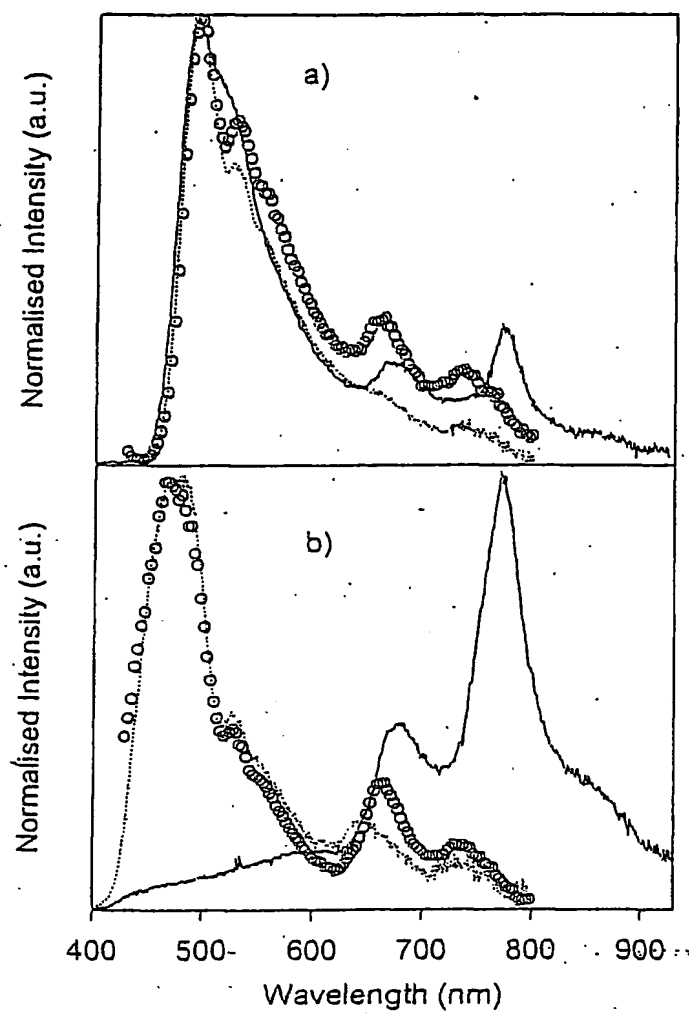 a)
Normalised Intensity (a.u.)
b)
Normalised Intensity (a.u.)
400 500 600 700 800 900
Wavelength (nm)